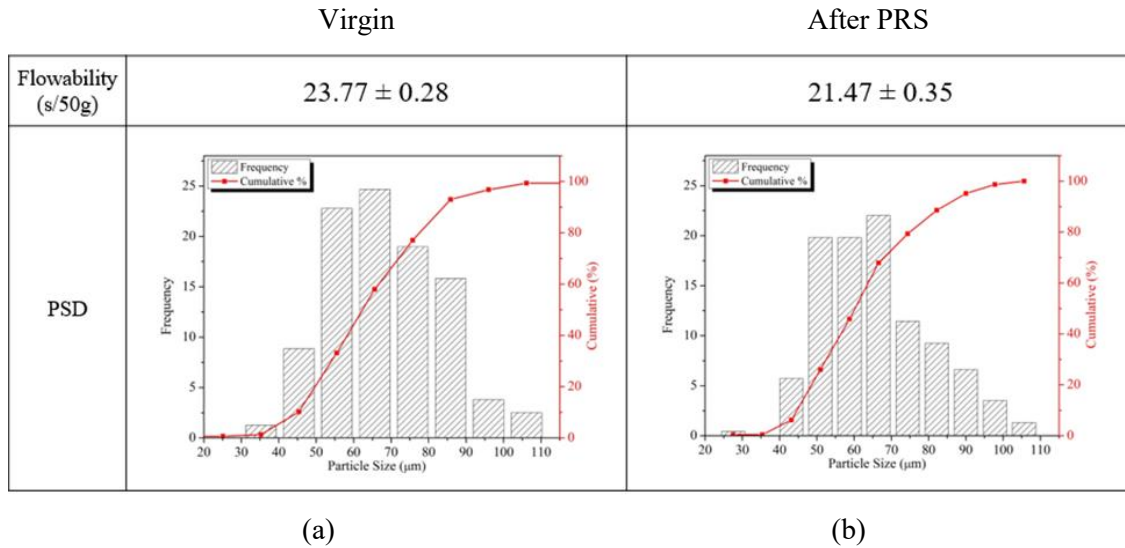 Virgin After PRS
Flowability
(s/50g)
23.77 ± 0.28 21.47 ± 0.35
PSD
Frequency
Cumulative %
25
20
15
10
5
0
Frequency
100
80
60
40
20
0
Cumulative (%)
20 30 40 50 60 70 80 90 100 110
Particle Size (μm)
Frequency
Cumulative %
25
20
15
10
5
0
Frequency
100
80
60
40
20
0
Cumulative (%)
20 30 40 50 60 70 80 90 100 110
Particle Size (μm)
(a) (b)